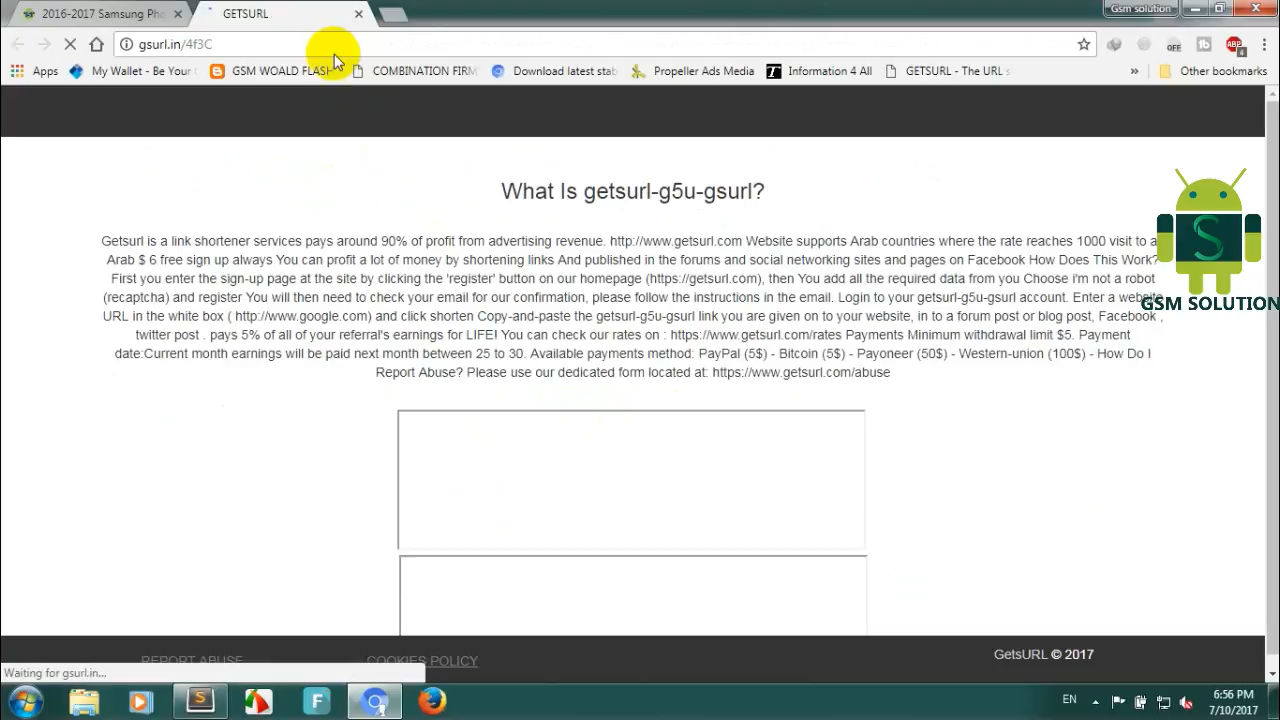 2016-2017 Samsung Pho
GETSURL
Gsm solution
gsurl.in/4f3C
OFF
ABP
4
Apps
My Wallet - Be Your
GSM WOALD FLASH
COMBINATION FIRM
Download latest stab
Propeller Ads Media
Information 4 All
GETSURL - The URL s
»
Other bookmarks
What Is getsurl-g5u-gsurl?
Getsurl is a link shortener services pays around 90% of profit from advertising revenue. http://www.getsurl.com Website supports Arab countries where the rate reaches 1000 visit to a
Arab $ 6 free sign up always You can profit a lot of money by shortening links And published in the forums and social networking sites and pages on Facebook How Does This Work?
First you enter the sign-up page at the site by clicking the 'register' button on our homepage (https://getsurl.com), then You add all the required data from you Choose i'm not a robot
(recaptcha) and register You will then need to check your email for our confirmation, please follow the instructions in the email. Login to your getsurl-g5u-gsurl account. Enter a website
URL in the white box ( http://www.google.com) and click shorten Copy-and-paste the getsurl-g5u-gsurl link you are given on to your website, in to a forum post or blog post, Facebook ,
twitter post . pays 5% of all of your referral's earnings for LIFE! You can check our rates on : https://www.getsurl.com/rates Payments Minimum withdrawal limit $5. Payment
date:Current month earnings will be paid next month between 25 to 30. Available payments method: PayPal (5$) - Bitcoin (5$) - Payoneer (50$) - Western-union (100$) - How Do I
Report Abuse? Please use our dedicated form located at: https://www.getsurl.com/abuse
S
GSM SOLUTION
REPORT ABUSE
COOKIES POLICY
GetsURL © 2017
Waiting for gsurl.in...
EN
6:56 PM
7/10/2017